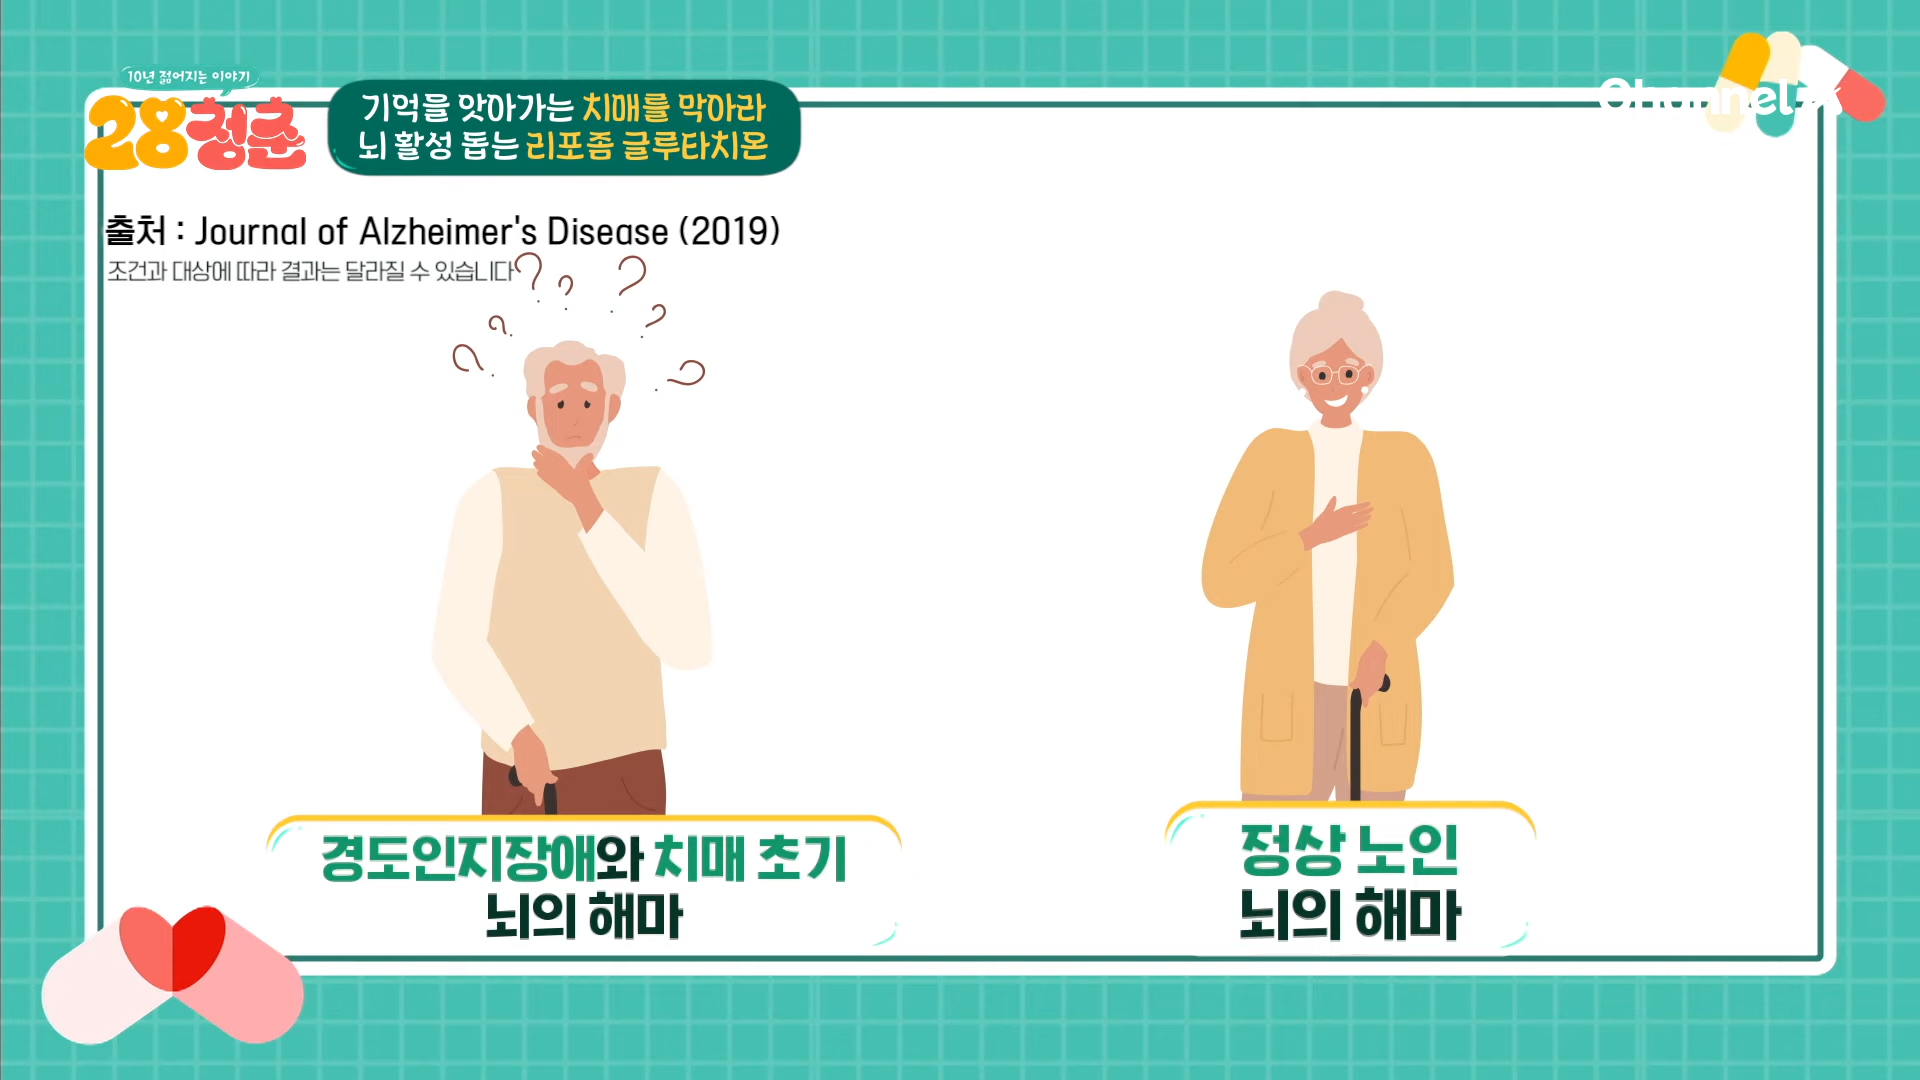 10년 젊어지는 이야기
28청춘
기억을 앗아가는 치매를 막아라
뇌 활성 돕는 리포좀 글루타치온
Channel A
출처 : Journal of Alzheimer's Disease (2019)
조건과 대상에 따라 결과는 달라질 수 있습니다
? ? ? ? ? ? ?
경도인지장애와 치매 초기
뇌의 해마
정상 노인
뇌의 해마